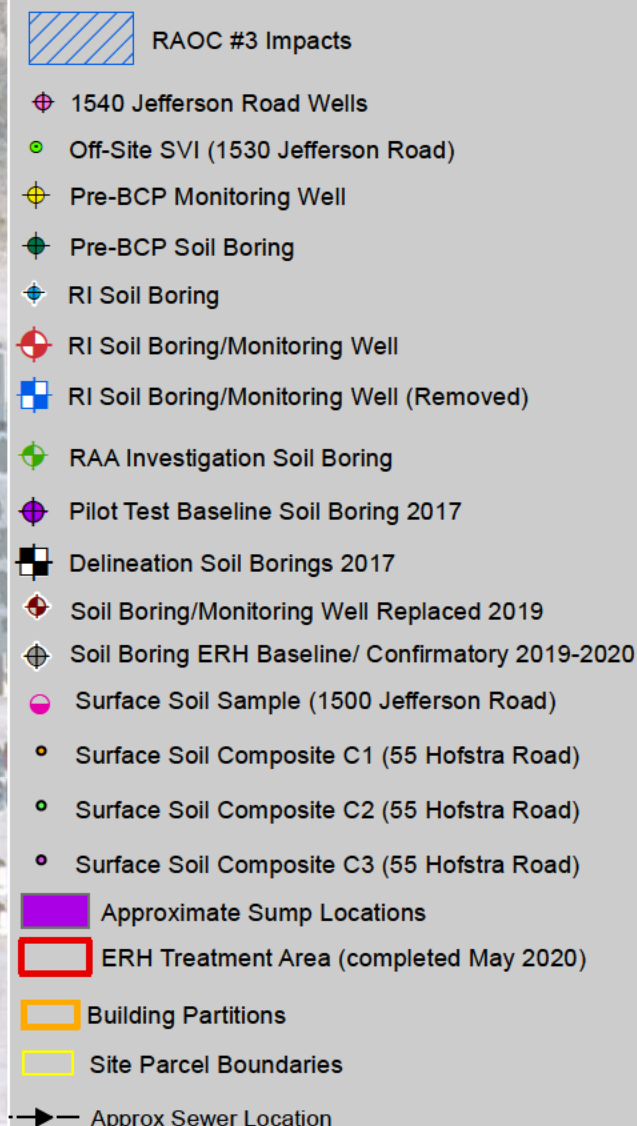 RAOC #3 Impacts
1540 Jefferson Road Wells
Off-Site SVI (1530 Jefferson Road)
Pre-BCP Monitoring Well
Pre-BCP Soil Boring
RI Soil Boring
RI Soil Boring/Monitoring Well
RI Soil Boring/Monitoring Well (Removed)
RAA Investigation Soil Boring
Pilot Test Baseline Soil Boring 2017
Delineation Soil Borings 2017
Soil Boring/Monitoring Well Replaced 2019
Soil Boring ERH Baseline/ Confirmatory 2019-2020
Surface Soil Sample (1500 Jefferson Road)
Surface Soil Composite C1 (55 Hofstra Road)
Surface Soil Composite C2 (55 Hofstra Road)
Surface Soil Composite C3 (55 Hofstra Road)
Approximate Sump Locations
ERH Treatment Area (completed May 2020)
Building Partitions
Site Parcel Boundaries
Approx Sewer Location